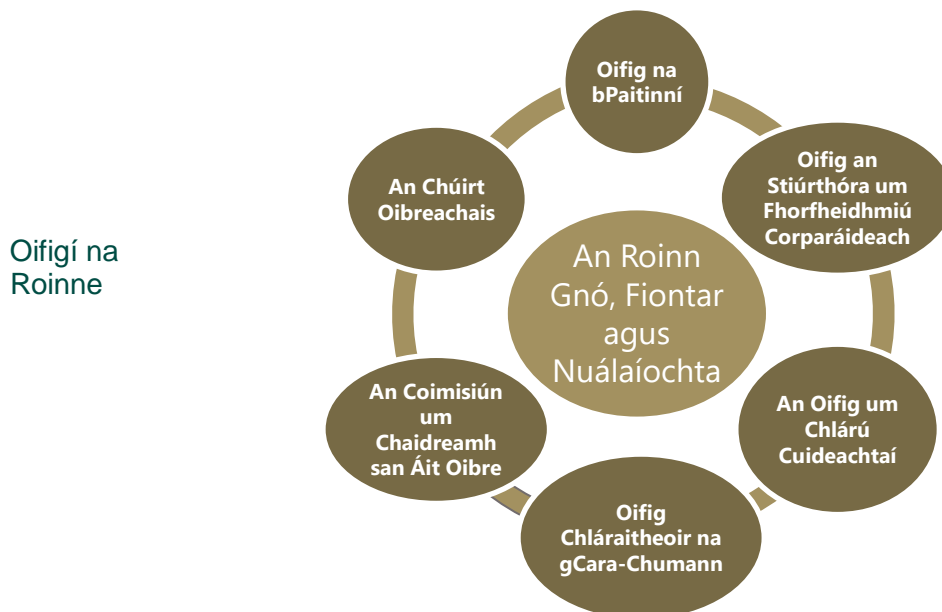 Oifigí na
Roinne
Oifig na
bPaitinní
Oifig an
Stiúrthóra um
Fhorfheidhmiú
Corparáideach
An Oifig um
Chlárú
Cuideachtaí
Oifig
Chláraitheoir na
gCara-Chumann
An Coimisiún
um
Chaidreamh
san Áit Oibre
An Chúirt
Oibreachais
An Roinn
Gnó, Fiontar
agus
Nuálaíochta